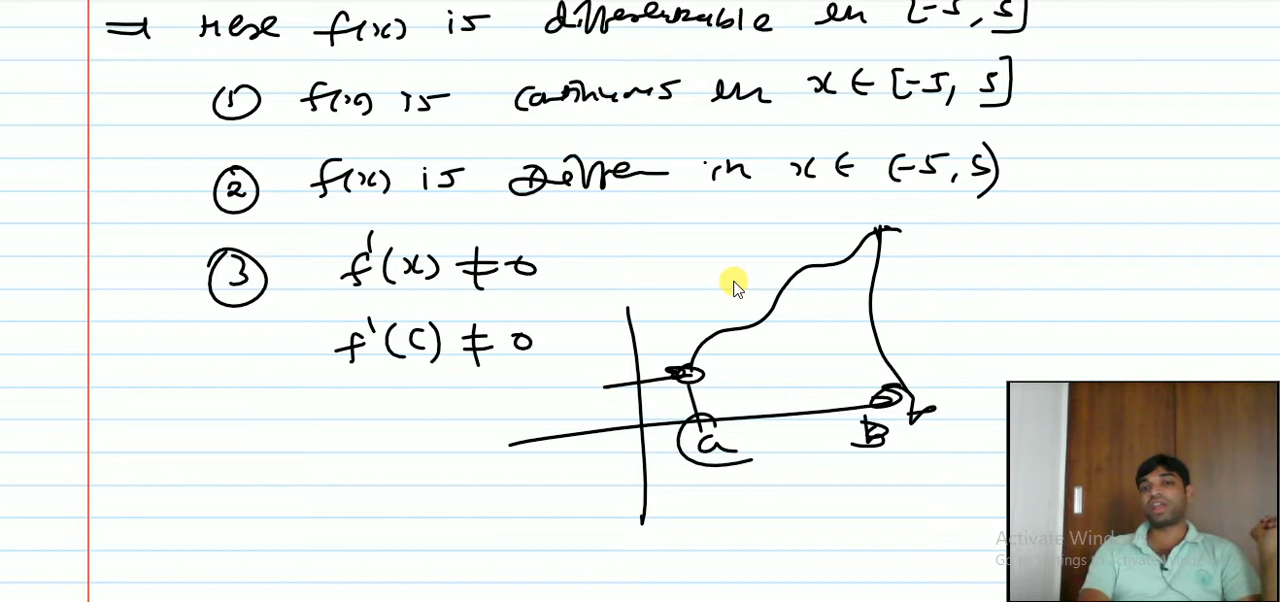 ⇒ Here f(x) is differentiable in [-5, 5]
① f(x) is continuous in x ∈ [-5, 5]
② f(x) is Differen in x ∈ (-5, 5)
③ f'(x) ≠ 0
f'(c) ≠ 0
a
B
Activate Windows